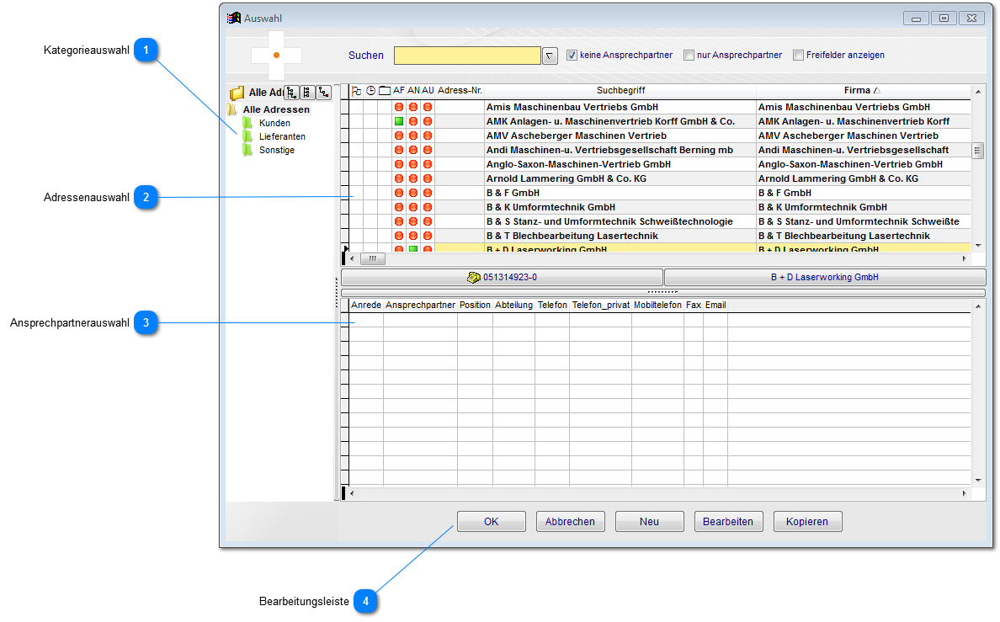 Auswahl
Kategorieauswahl 1
Suchen keine Ansprechpartner nur Ansprechpartner Freifelder anzeigen
Alle Adr
AF AN AU Adress-Nr. Suchbegriff Firma
Alle Adressen
Kunden
Lieferanten
Sonstige
Amis Maschinenbau Vertriebs GmbH Amis Maschinenbau Vertriebs GmbH
AMK Anlagen- u. Maschinenvertrieb Korff GmbH & Co. AMK Anlagen- u. Maschinenvertrieb Korff
AMV Ascheberger Maschinen Vertrieb AMV Ascheberger Maschinen Vertrieb
Andi Maschinen-u. Vertriebsgesellschaft Berning mb Andi Maschinen-u. Vertriebsgesellschaft
Anglo-Saxon-Maschinen-Vertrieb GmbH Anglo-Saxon-Maschinen-Vertrieb GmbH
Arnold Lammering GmbH & Co. KG Arnold Lammering GmbH & Co. KG
B & F GmbH B & F GmbH
B & K Umformtechnik GmbH B & K Umformtechnik GmbH
B & S Stanz- und Umformtechnik Schweißtechnologie B & S Stanz- und Umformtechnik Schweißte
B & T Blechbearbeitung Lasertechnik B & T Blechbearbeitung Lasertechnik
B + D Laserworking GmbH B + D Laserworking GmbH
Adressenauswahl 2
051314923-0 B + D Laserworking GmbH
Anrede Ansprechpartner Position Abteilung Telefon Telefon_privat Mobiltelefon Fax Email
Ansprechpartnerauswahl 3
OK Abbrechen Neu Bearbeiten Kopieren
Bearbeitungsleiste 4